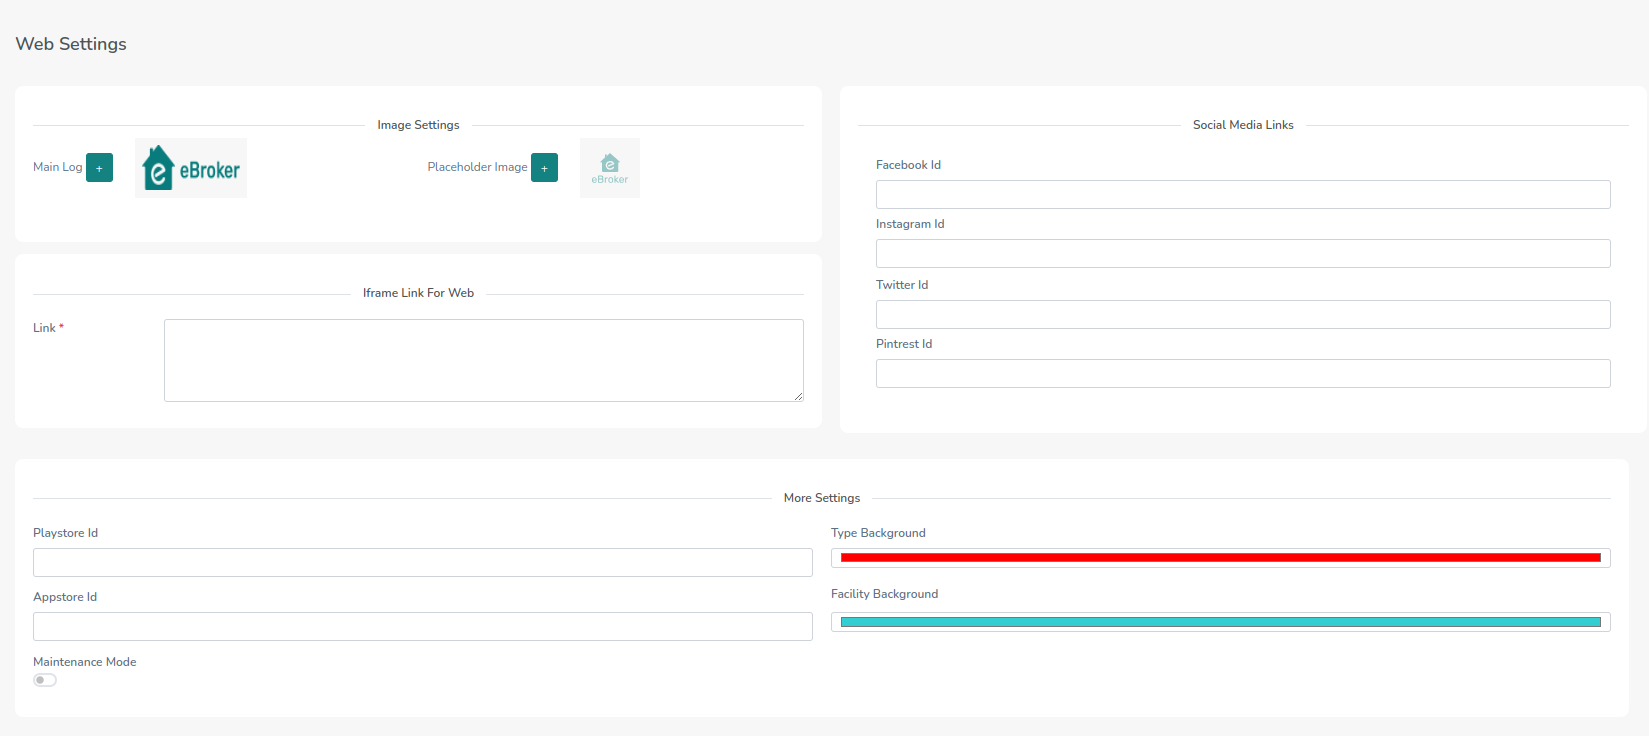 Web Settings
Image Settings
Main Log +
eBroker
Placeholder Image +
eBroker
Iframe Link For Web
Link *
Social Media Links
Facebook Id
Instagram Id
Twitter Id
Pintrest Id
More Settings
Playstore Id
Appstore Id
Maintenance Mode
Type Background
Facility Background